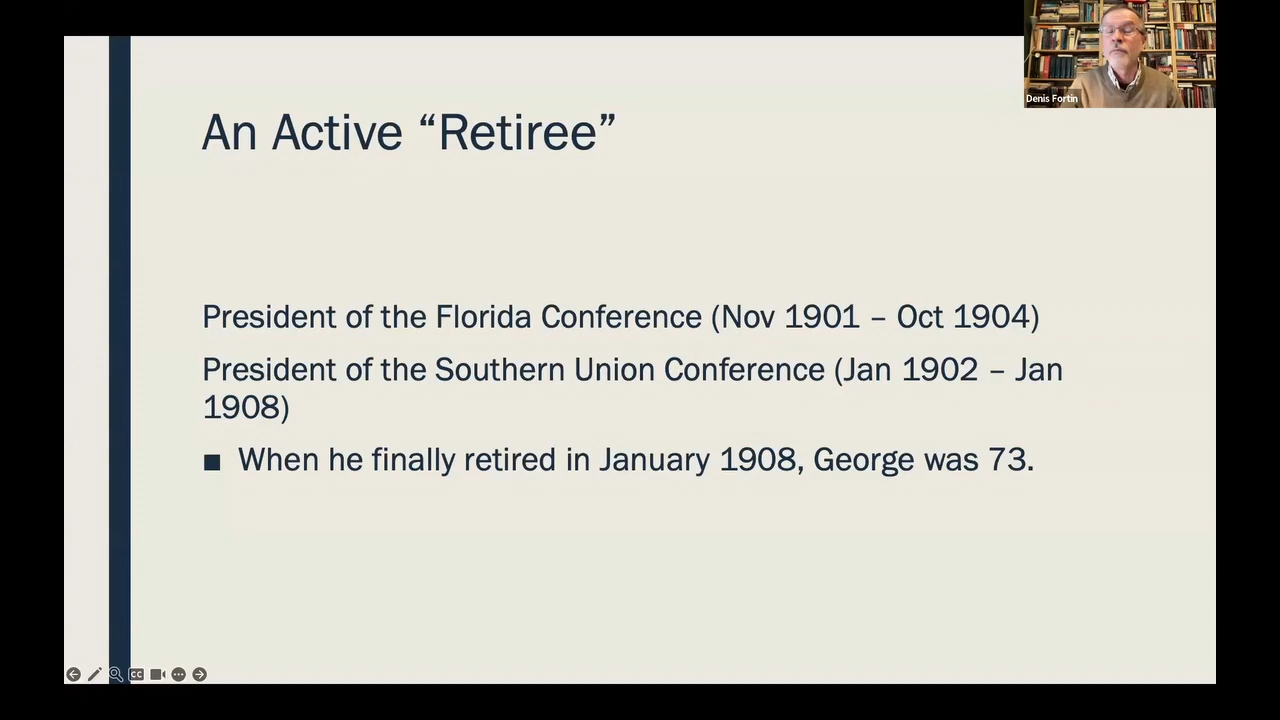 Denis Fortin
An Active “Retiree”
President of the Florida Conference (Nov 1901 – Oct 1904)
President of the Southern Union Conference (Jan 1902 – Jan
1908)
■ When he finally retired in January 1908, George was 73.
CC